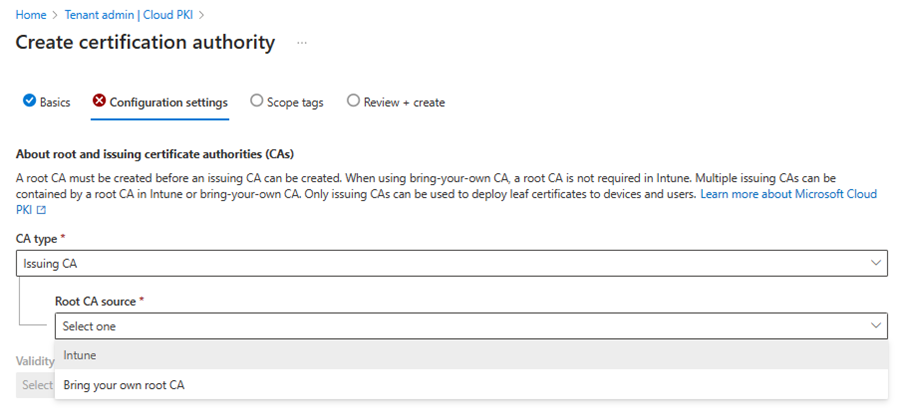 Home > Tenant admin | Cloud PKI >
Create certification authority ...
Basics Configuration settings Scope tags Review + create
About root and issuing certificate authorities (CAs)
A root CA must be created before an issuing CA can be created. When using bring-your-own CA, a root CA is not required in Intune. Multiple issuing CAs can be
contained by a root CA in Intune or bring-your-own CA. Only issuing CAs can be used to deploy leaf certificates to devices and users. Learn more about Microsoft Cloud
PKI
CA type *
Issuing CA
Root CA source *
Select one
Intune
Validity
Select
Bring your own root CA